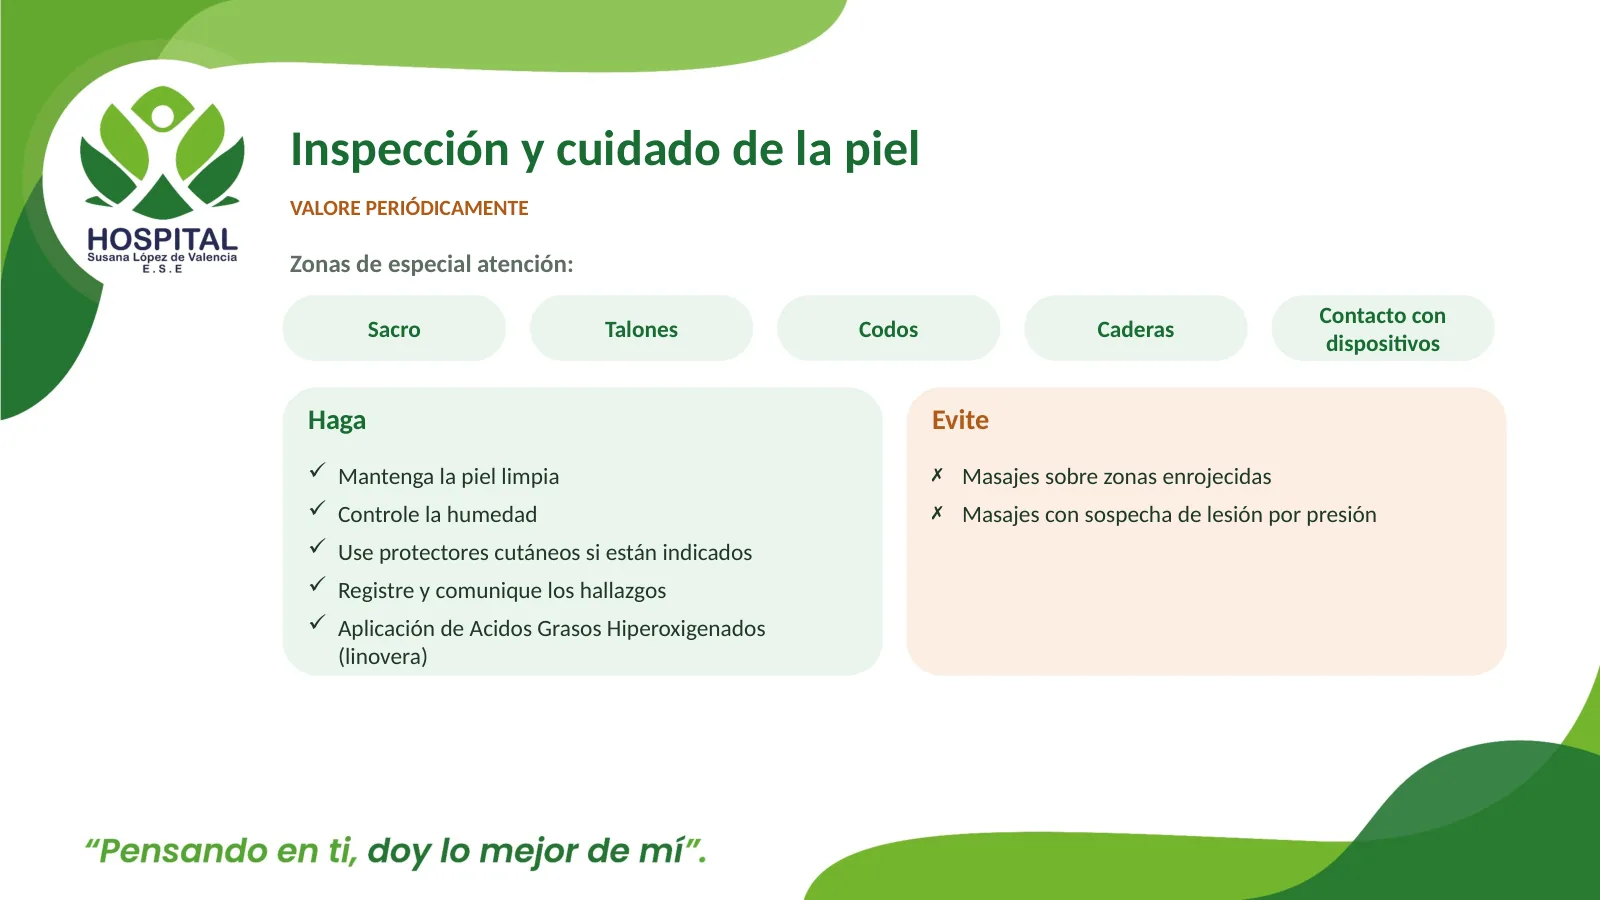 HOSPITAL
Susana López de Valencia
E.S.E
Inspección y cuidado de la piel
VALORE PERIÓDICAMENTE
Zonas de especial atención:
Sacro
Talones
Codos
Caderas
Contacto con
dispositivos
Haga
✓ Mantenga la piel limpia
✓ Controle la humedad
✓ Use protectores cutáneos si están indicados
✓ Registre y comunique los hallazgos
✓ Aplicación de Acidos Grasos Hiperoxigenados
(linovera)
Evite
✗ Masajes sobre zonas enrojecidas
✗ Masajes con sospecha de lesión por presión
“Pensando en ti, doy lo mejor de mí”.